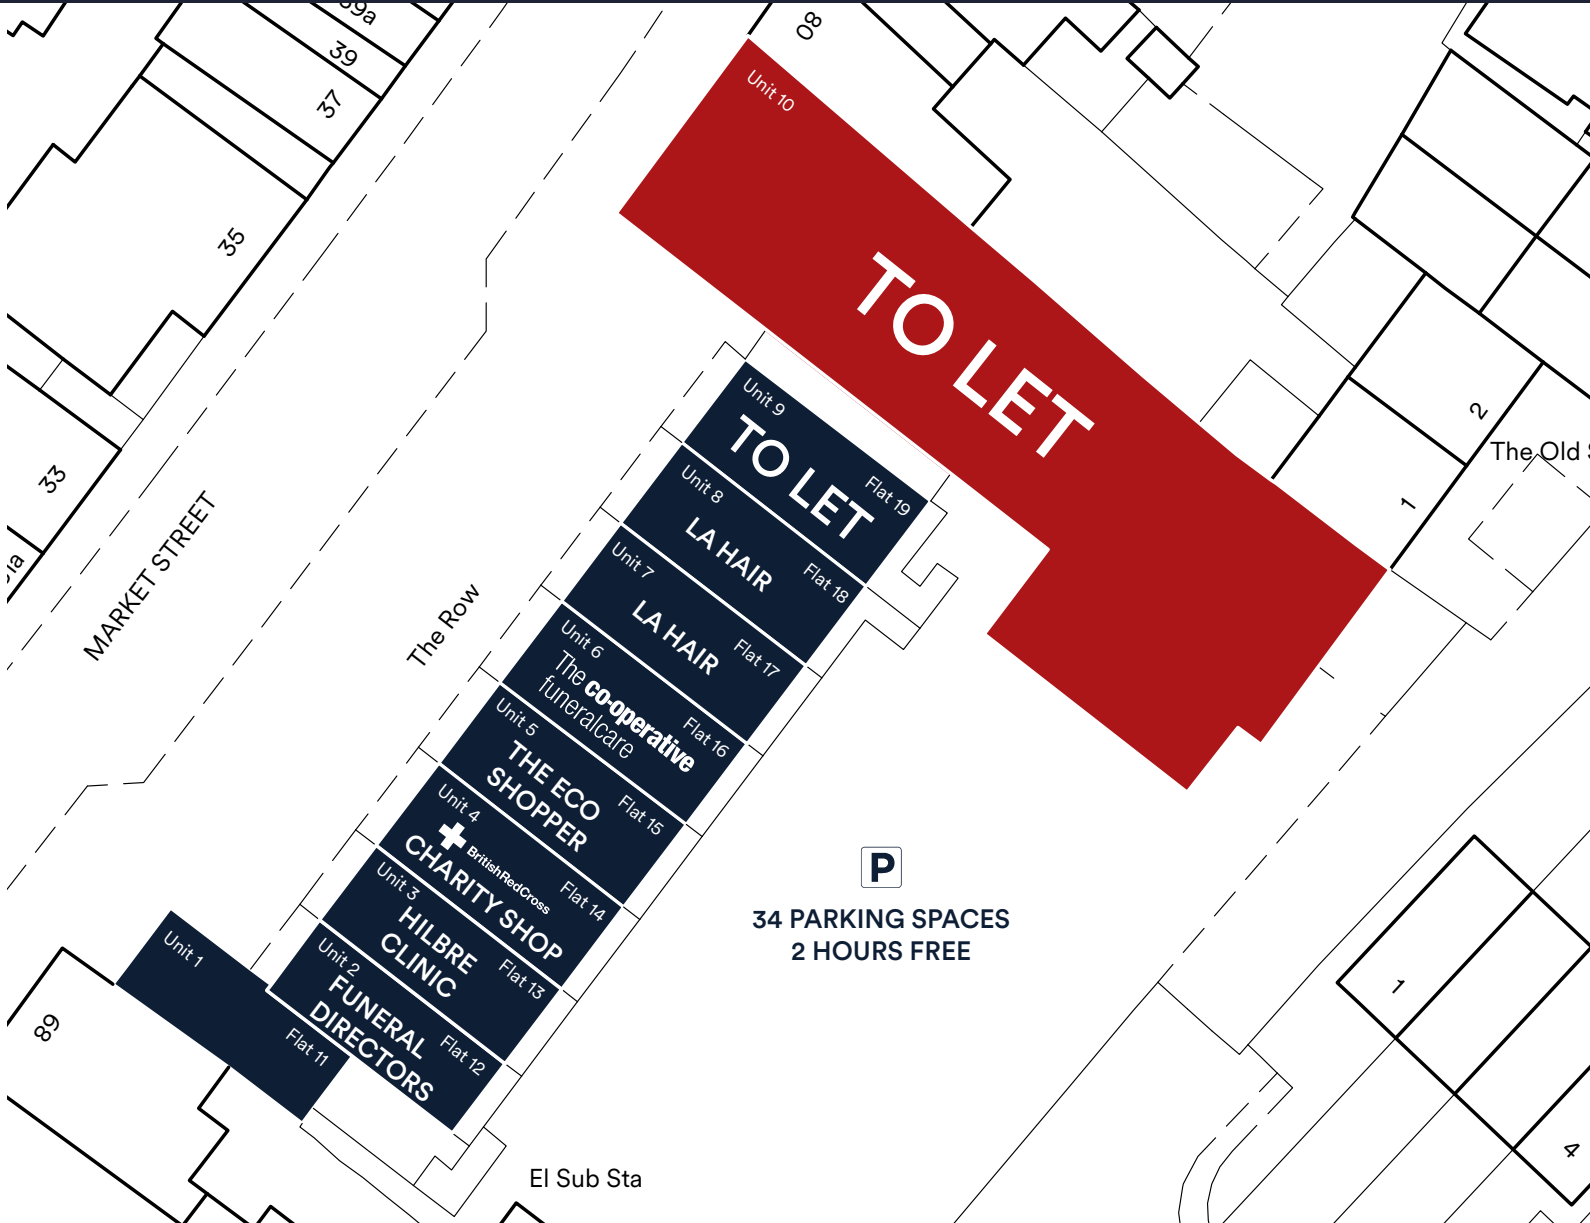 39a
39
37
35
33
MARKET STREET
The Row
80
Unit 10
TO LET
Unit 9
TO LET
Flat 19
Unit 8
LA HAIR
Flat 18
Unit 7
LA HAIR
Flat 17
Unit 6
The co-operative
funeralcare
Flat 16
Unit 5
THE ECO
SHOPPER
Flat 15
Unit 4
BritishRedCross
CHARITY SHOP
Flat 14
Unit 3
HILBRE
CLINIC
Flat 13
Unit 2
FUNERAL
DIRECTORS
Flat 12
Unit 1
Flat 11
68
P
34 PARKING SPACES
2 HOURS FREE
El Sub Sta
2
1
The Old
1
4